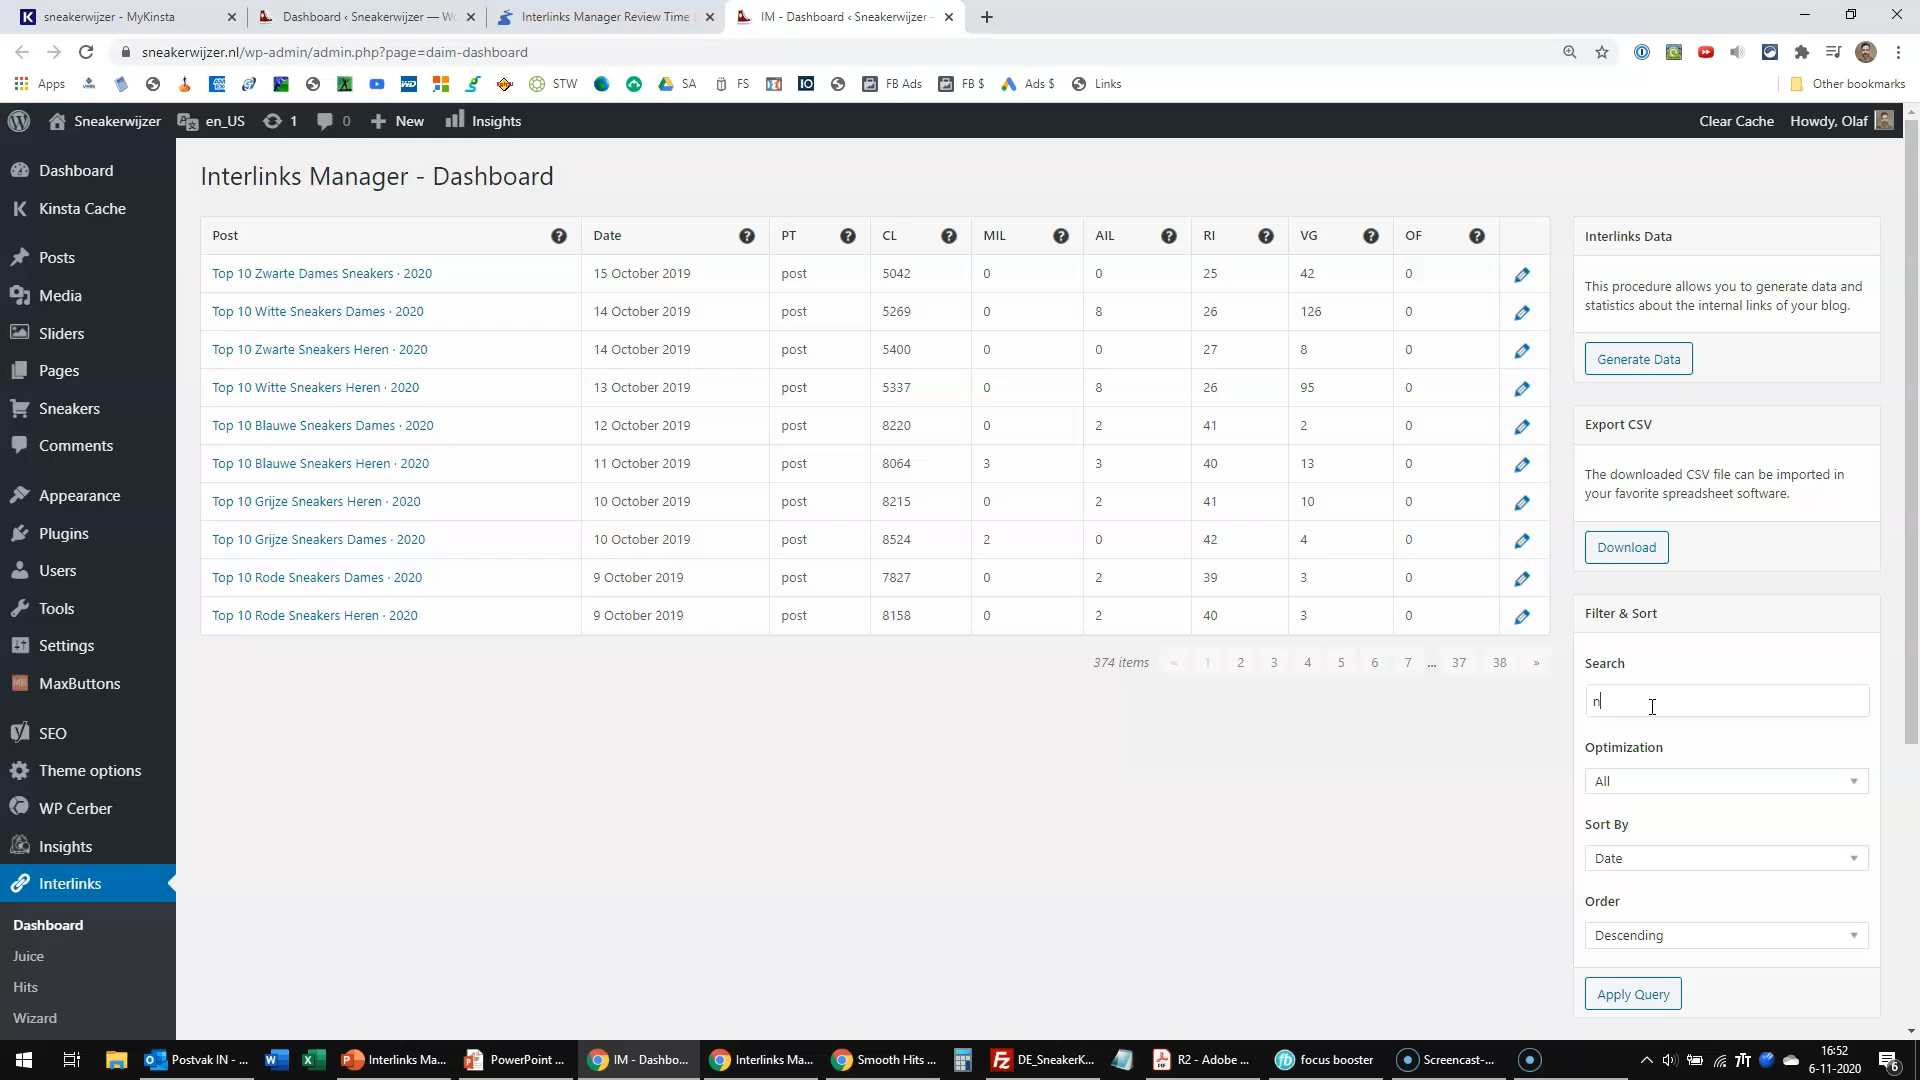 sneakerwijzer - MyKinsta
Dashboard ‹ Sneakerwijzer — Wo
Interlinks Manager Review Time
IM - Dashboard ‹ Sneakerwijzer -
sneakerwijzer.nl/wp-admin/admin.php?page=daim-dashboard
Apps
STW
SA
FS
IO
FB Ads
FB $
Ads $
Links
Other bookmarks
Sneakerwijzer
en_US
1
0
New
Insights
Clear Cache
Howdy, Olaf
Dashboard
Kinsta Cache
Posts
Media
Sliders
Pages
Sneakers
Comments
Appearance
Plugins
Users
Tools
Settings
MaxButtons
SEO
Theme options
WP Cerber
Insights
Interlinks
Dashboard
Juice
Hits
Wizard
Interlinks Manager - Dashboard
Post Date PT CL MIL AIL RI VG OF
Top 10 Zwarte Dames Sneakers · 2020 15 October 2019 post 5042 0 0 25 42 0
Top 10 Witte Sneakers Dames · 2020 14 October 2019 post 5269 0 8 26 126 0
Top 10 Zwarte Sneakers Heren · 2020 14 October 2019 post 5400 0 0 27 8 0
Top 10 Witte Sneakers Heren · 2020 13 October 2019 post 5337 0 8 26 95 0
Top 10 Blauwe Sneakers Dames · 2020 12 October 2019 post 8220 0 2 41 2 0
Top 10 Blauwe Sneakers Heren · 2020 11 October 2019 post 8064 3 3 40 13 0
Top 10 Grijze Sneakers Heren · 2020 10 October 2019 post 8215 0 2 41 10 0
Top 10 Grijze Sneakers Dames · 2020 10 October 2019 post 8524 2 0 42 4 0
Top 10 Rode Sneakers Dames · 2020 9 October 2019 post 7827 0 2 39 3 0
Top 10 Rode Sneakers Heren · 2020 9 October 2019 post 8158 0 2 40 3 0
374 items « 1 2 3 4 5 6 7 ... 37 38 »
Interlinks Data
This procedure allows you to generate data and
statistics about the internal links of your blog.
Generate Data
Export CSV
The downloaded CSV file can be imported in
your favorite spreadsheet software.
Download
Filter & Sort
Search
n
Optimization
All
Sort By
Date
Order
Descending
Apply Query
Postvak IN - ...
Interlinks Ma...
PowerPoint ...
IM - Dashbo...
Interlinks Ma...
Smooth Hits ...
DE_SneakerK...
R2 - Adobe ...
focus booster
Screencast-...
16:52
6-11-2020
6